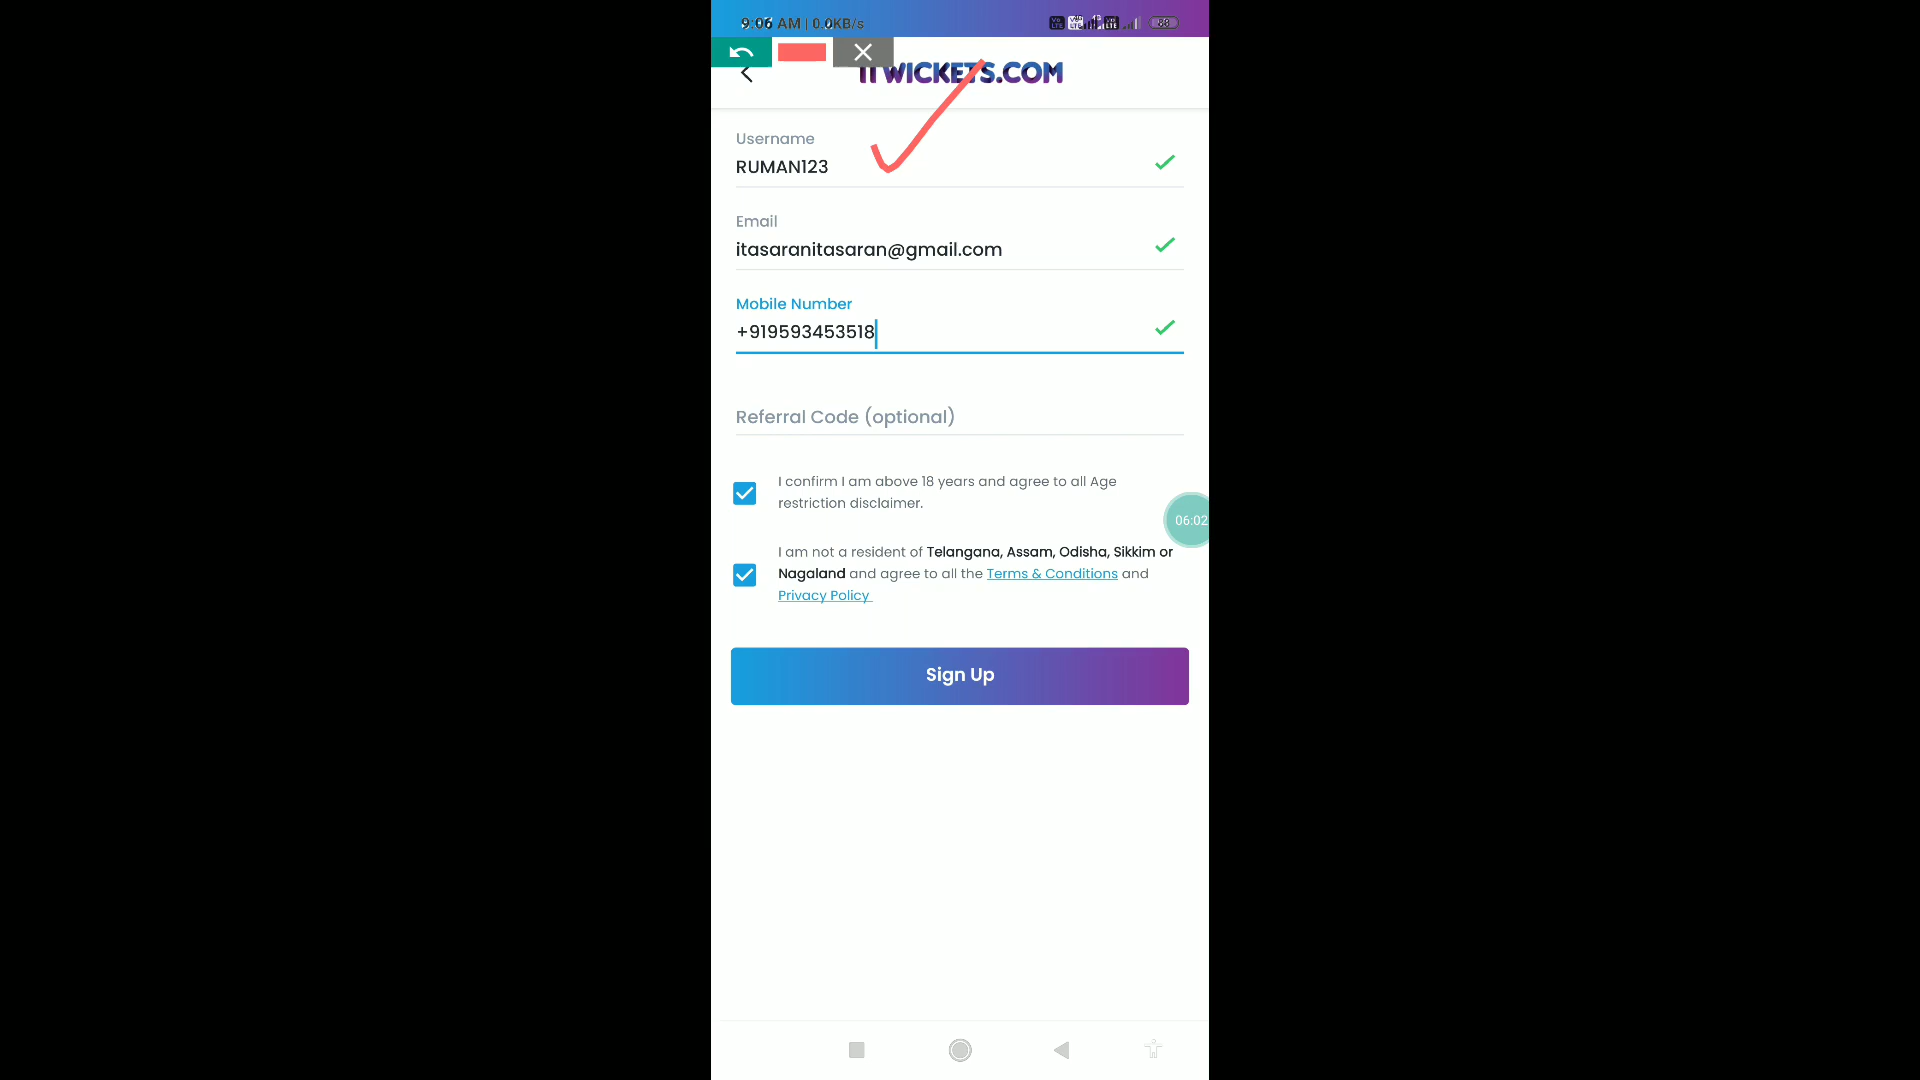 9:06 AM | 0.0KB/s
11WICKETS.COM
Username
RUMAN123
Email
itasaranitasaran@gmail.com
Mobile Number
+919593453518
Referral Code (optional)
I confirm I am above 18 years and agree to all Age
restriction disclaimer.
06:02
I am not a resident of Telangana, Assam, Odisha, Sikkim or
Nagaland and agree to all the Terms & Conditions and
Privacy Policy
Sign Up